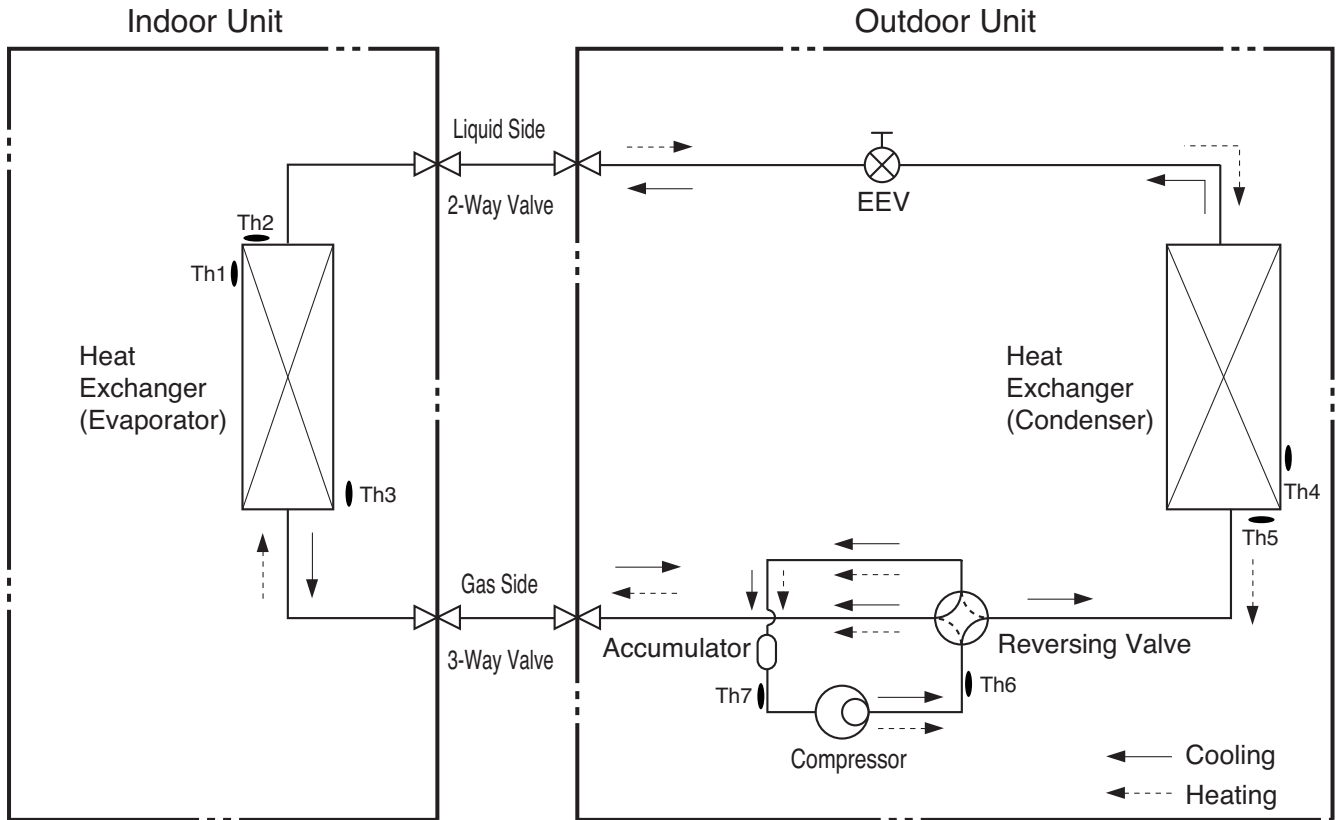 Indoor Unit
Outdoor Unit
Liquid Side
2-Way Valve
EEV
Th2
Th1
Heat
Exchanger
(Evaporator)
Th3
Heat
Exchanger
(Condenser)
Th4
Th5
Gas Side
3-Way Valve
Accumulator
Reversing Valve
Th7
Th6
Compressor
Cooling
Heating